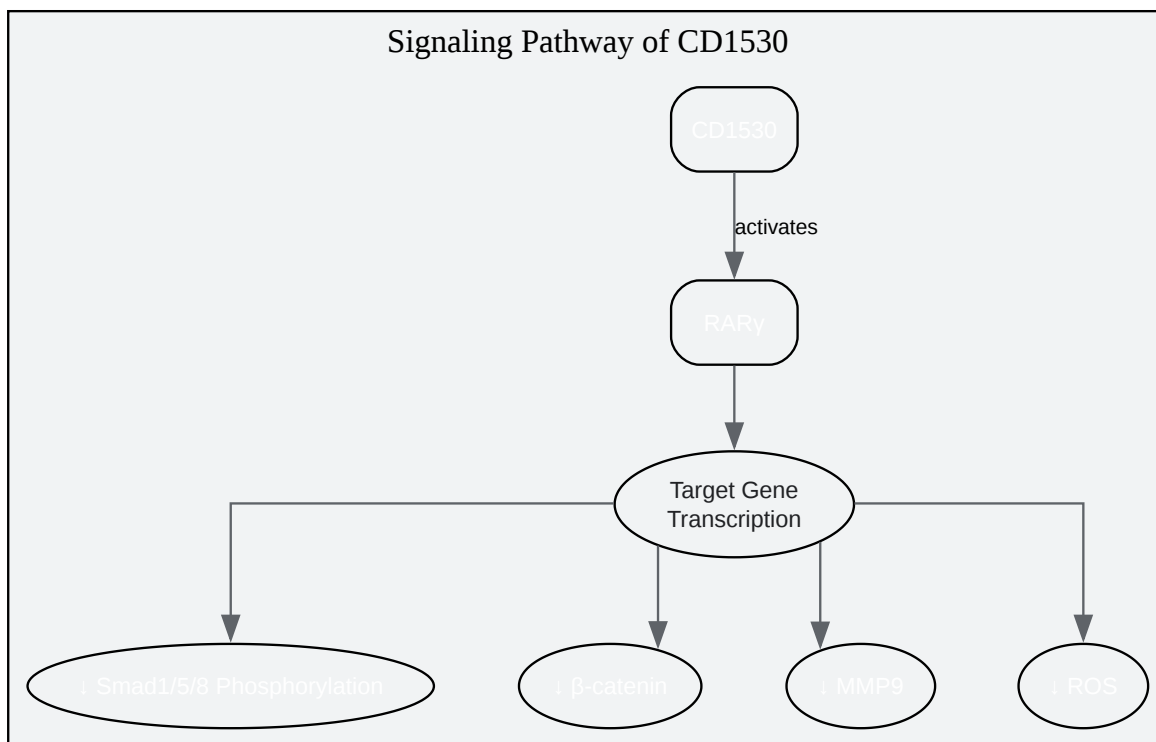 Signaling Pathway of CD1530
CD1530
activates
RARγ
Target Gene
Transcription
↓ Smad1/5/8 Phosphorylation
↓ β-catenin
↓ MMP9
↓ ROS